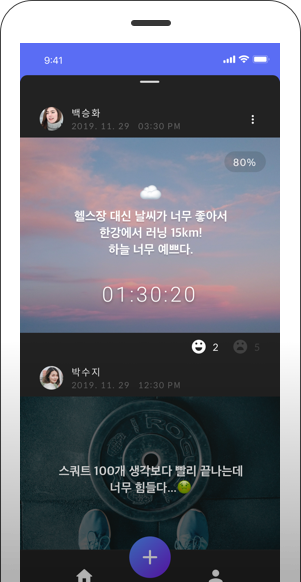 9:41
백승화
2019. 11. 29 03:30 PM
80%
헬스장 대신 날씨가 너무 좋아서
한강에서 러닝 15km!
하늘 너무 예쁘다.
01:30:20
2 5
박수지
2019. 11. 29 12:30 PM
ROGUE
스쿼트 100개 생각보다 빨리 끝나는데
너무 힘들다...